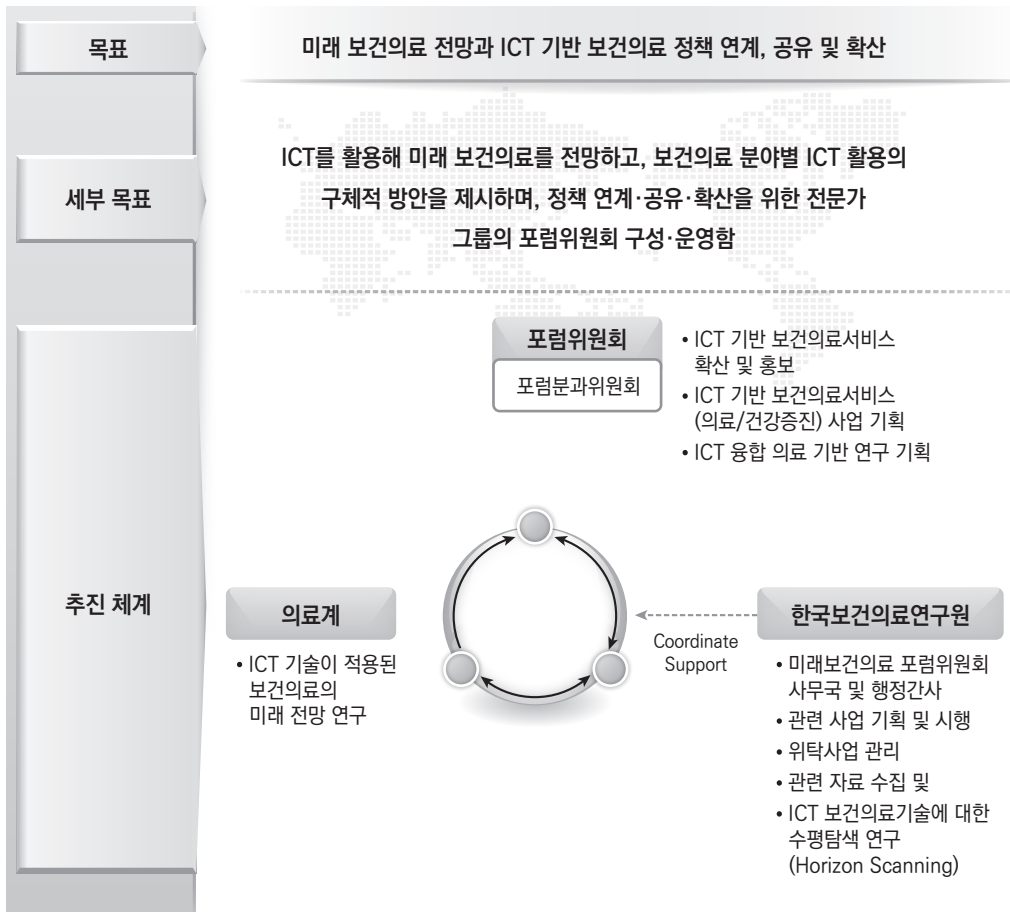 목표
미래 보건의료 전망과 ICT 기반 보건의료 정책 연계, 공유 및 확산
세부 목표
ICT를 활용해 미래 보건의료를 전망하고, 보건의료 분야별 ICT 활용의
구체적 방안을 제시하며, 정책 연계·공유·확산을 위한 전문가
그룹의 포럼위원회 구성·운영함
추진 체계
포럼위원회
포럼분과위원회
• ICT 기반 보건의료서비스
확산 및 홍보
• ICT 기반 보건의료서비스
(의료/건강증진) 사업 기획
• ICT 융합 의료 기반 연구 기획
의료계
• ICT 기술이 적용된
보건의료의
미래 전망 연구
Coordinate
Support
한국보건의료연구원
• 미래보건의료 포럼위원회
사무국 및 행정간사
• 관련 사업 기획 및 시행
• 위탁사업 관리
• 관련 자료 수집 및
• ICT 보건의료기술에 대한
수평탐색 연구
(Horizon Scanning)